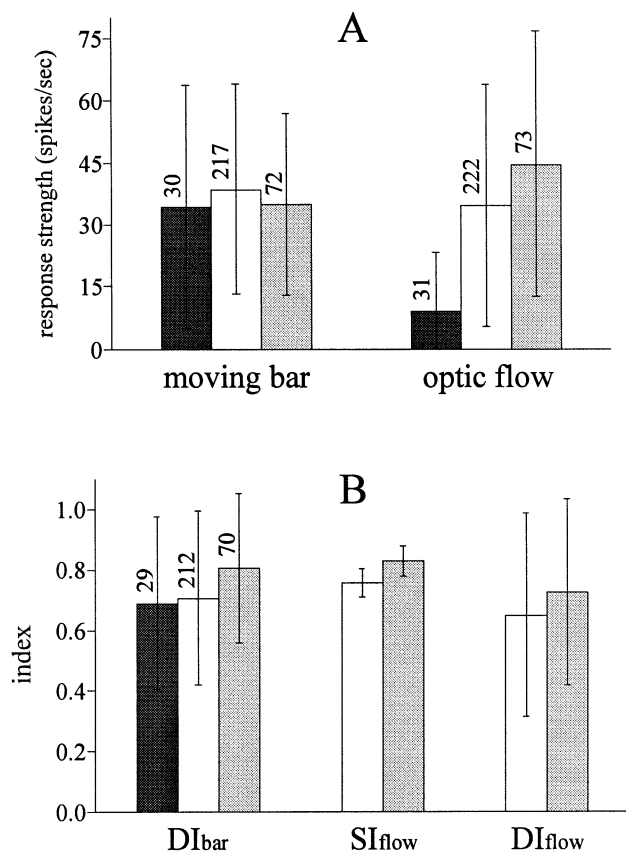 A
response strength (spikes/sec)
75
60
45
30
15
0
30
217
72
31
222
73
moving bar
optic flow
B
index
1.0
0.8
0.6
0.4
0.2
0.0
29
212
70
DIbar
SIflow
DIflow